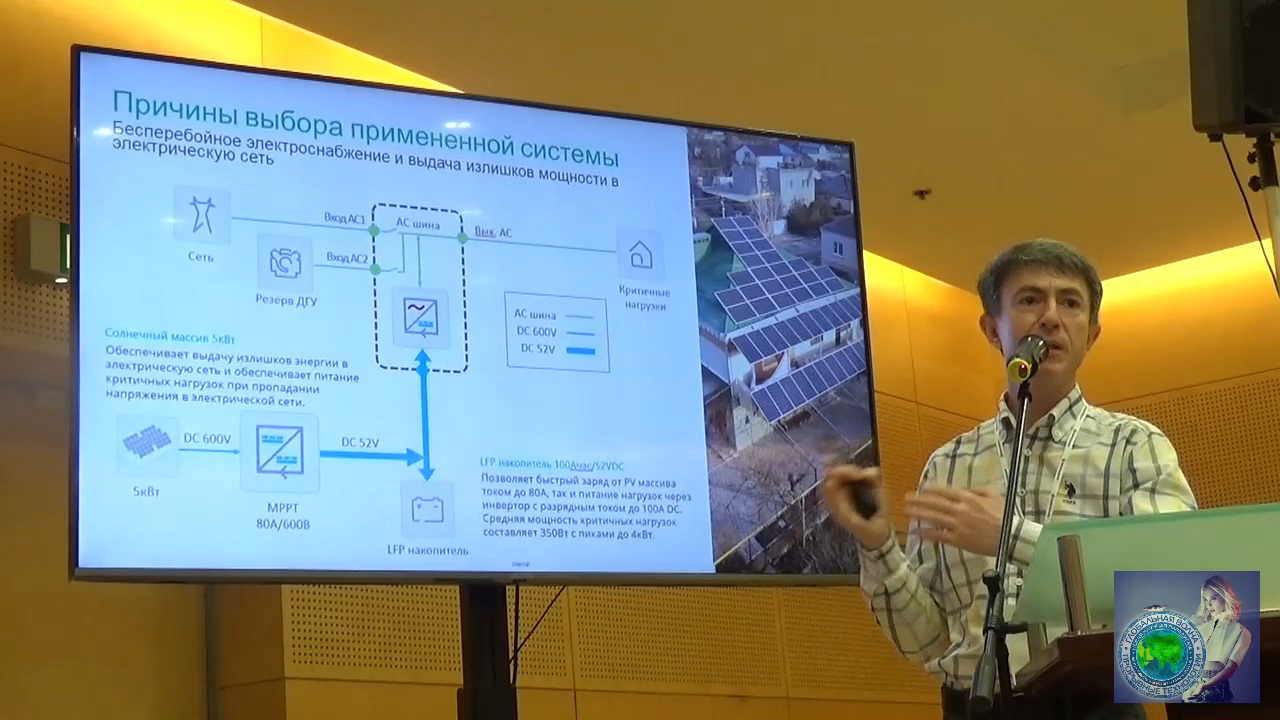 Причины выбора примененной системы
Бесперебойное электроснабжение и выдача излишков мощности в
электрическую сеть
Вход AC1
АС шина
Вых. АС
Сеть
Вход AC2
Резерв ДГУ
Критичные
нагрузки
АС шина
DC 600V
DC 52V
Солнечный массив 5кВт
Обеспечивает выдачу излишков энергии в
электрическую сеть и обеспечивает питание
критичных нагрузок при пропадании
напряжения в электрической сети.
DC 600V
DC 52V
5кВт
МРРТ
80А/600В
LFP накопитель
LFP накопитель 100Ачас/52VDC
Позволяет быстрый заряд от PV массива
током до 80А, так и питание нагрузок через
инвертор с разрядным током до 100А DC.
Средняя мощность критичных нагрузок
составляет 350Вт с пиками до 4кВт.